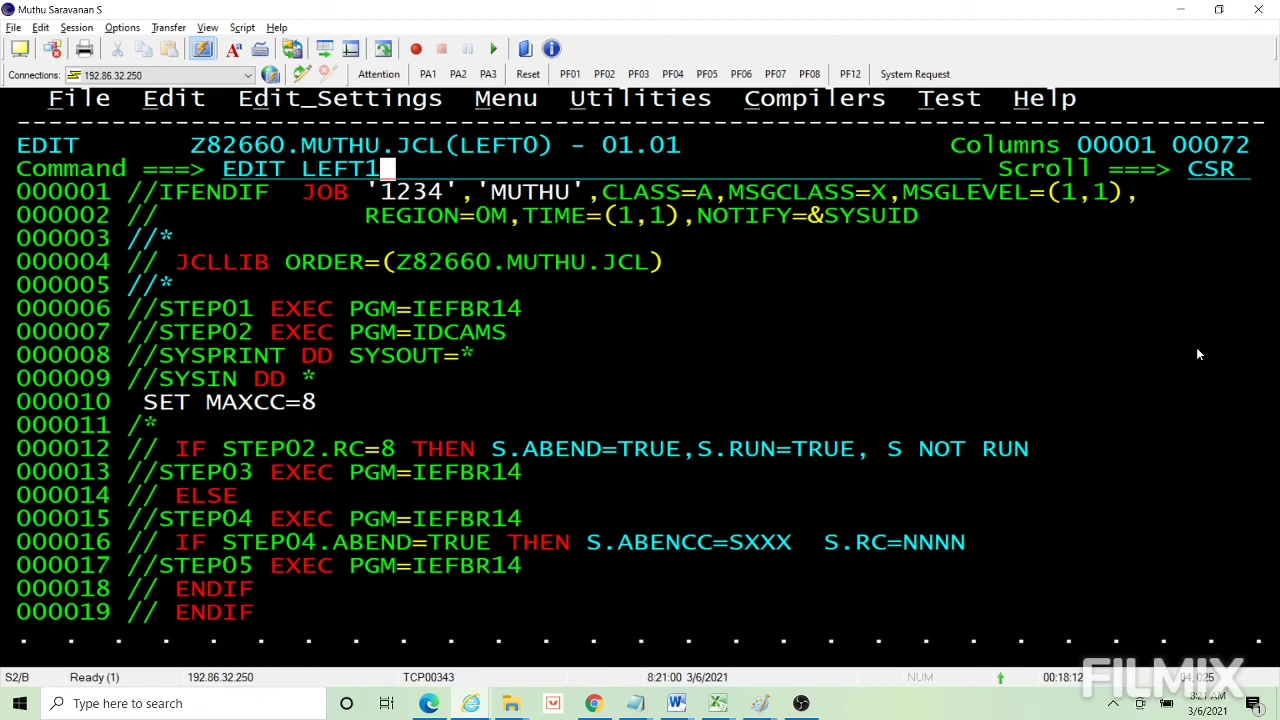 Muthu Saravanan S
File Edit Session Options Transfer View Script Help
Connections: 192.86.32.250 Attention PA1 PA2 PA3 Reset PF01 PF02 PF03 PF04 PF05 PF06 PF07 PF08 PF12 System Request
File Edit Edit_Settings Menu Utilities Compilers Test Help
EDIT Z82660.MUTHU.JCL(LEFT0) - 01.01 Columns 00001 00072
Command ===> EDIT LEFT1 Scroll ===> CSR
000001 //IFENDIF JOB '1234','MUTHU',CLASS=A,MSGCLASS=X,MSGLEVEL=(1,1),
000002 // REGION=0M,TIME=(1,1),NOTIFY=&SYSUID
000003 //*
000004 // JCLLIB ORDER=(Z82660.MUTHU.JCL)
000005 //*
000006 //STEP01 EXEC PGM=IEFBR14
000007 //STEP02 EXEC PGM=IDCAMS
000008 //SYSPRINT DD SYSOUT=*
000009 //SYSIN DD *
000010 SET MAXCC=8
000011 /*
000012 // IF STEP02.RC=8 THEN S.ABEND=TRUE,S.RUN=TRUE, S NOT RUN
000013 //STEP03 EXEC PGM=IEFBR14
000014 // ELSE
000015 //STEP04 EXEC PGM=IEFBR14
000016 // IF STEP04.ABEND=TRUE THEN S.ABENCC=SXXX S.RC=NNNN
000017 //STEP05 EXEC PGM=IEFBR14
000018 // ENDIF
000019 // ENDIF
S2/B Ready (1) 192.86.32.250 TCP00343 8:21:00 3/6/2021 NUM 00:18:12 04,025
FILMIX
Type here to search 8:21 AM
3/6/2021